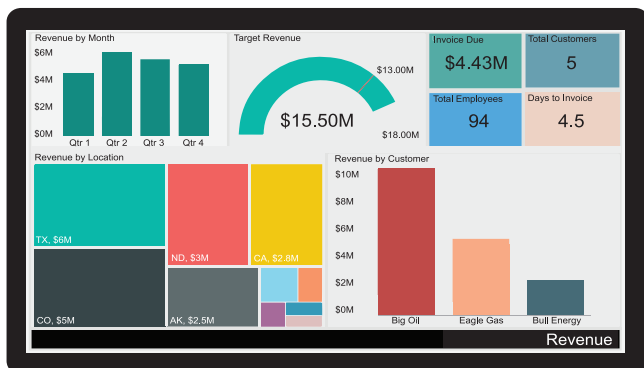 Revenue by Month
$6M
$4M
$2M
$0M
Qtr 1 Qtr 2 Qtr 3 Qtr 4
Target Revenue
$13.00M
$15.50M
$18.00M
Invoice Due
$4.43M
Total Customers
5
Total Employees
94
Days to Invoice
4.5
Revenue by Location
TX, $6M
ND, $3M
CA, $2.8M
CO, $5M
AK, $2,5M
Revenue by Customer
$10M
$8M
$6M
$4M
$2M
$0M
Big Oil Eagle Gas Bull Energy
Revenue